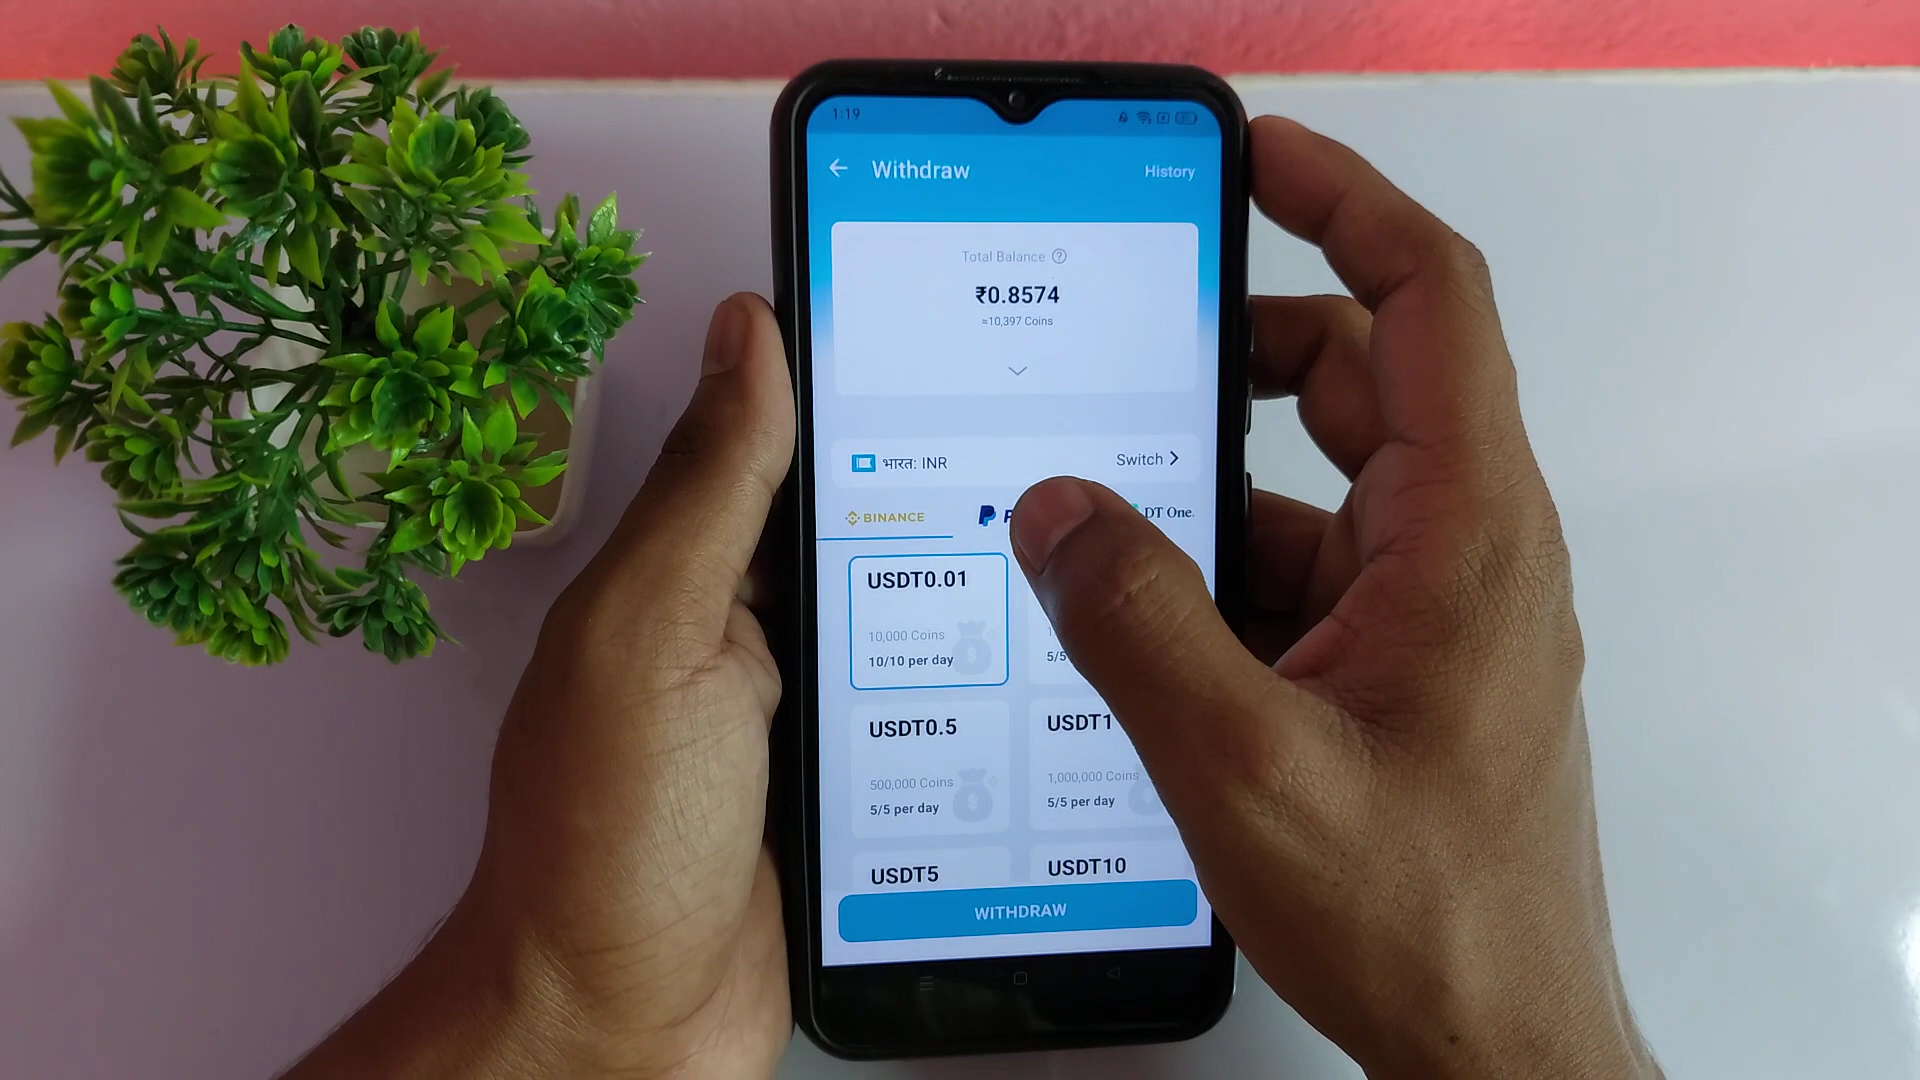 1:19
Withdraw
History
Total Balance
₹0.8574
≈10,397 Coins
भारत: INR
Switch
BINANCE
DT One.
USDT0.01
10,000 Coins
10/10 per day
5/5
USDT0.5
500,000 Coins
5/5 per day
USDT1
1,000,000 Coins
5/5 per day
USDT5
USDT10
WITHDRAW